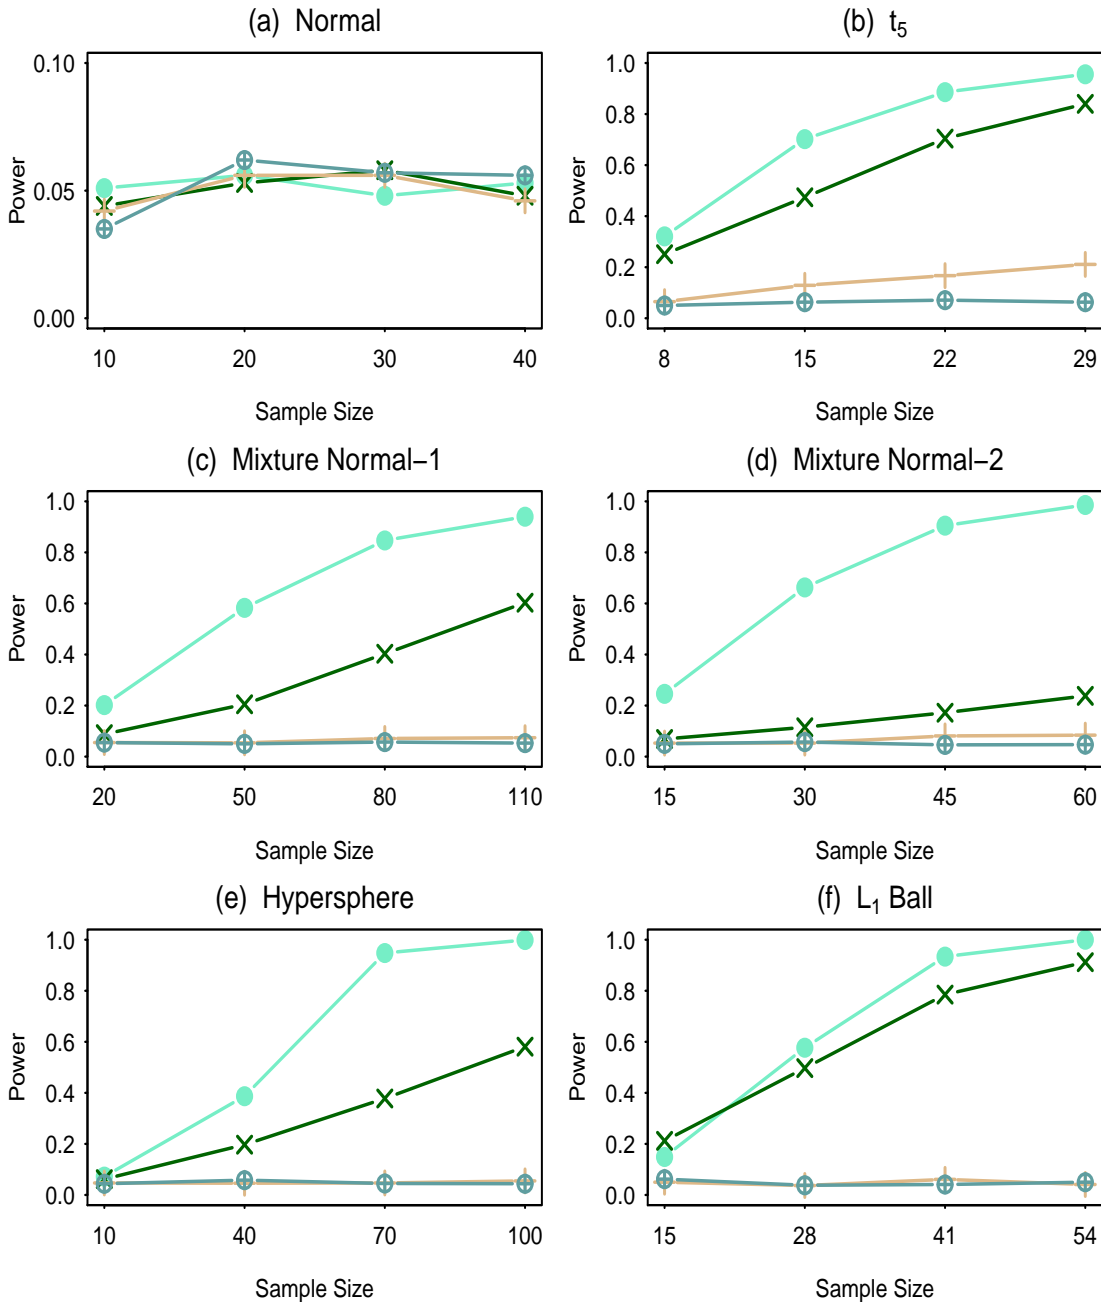 (a) Normal
Power
0.10
0.05
0.00
10 20 30 40
Sample Size
(b) t5
Power
1.0
0.8
0.6
0.4
0.2
0.0
8 15 22 29
Sample Size
(c) Mixture Normal−1
Power
1.0
0.8
0.6
0.4
0.2
0.0
20 50 80 110
Sample Size
(d) Mixture Normal−2
Power
1.0
0.8
0.6
0.4
0.2
0.0
15 30 45 60
Sample Size
(e) Hypersphere
Power
1.0
0.8
0.6
0.4
0.2
0.0
10 40 70 100
Sample Size
(f) L1 Ball
Power
1.0
0.8
0.6
0.4
0.2
0.0
15 28 41 54
Sample Size